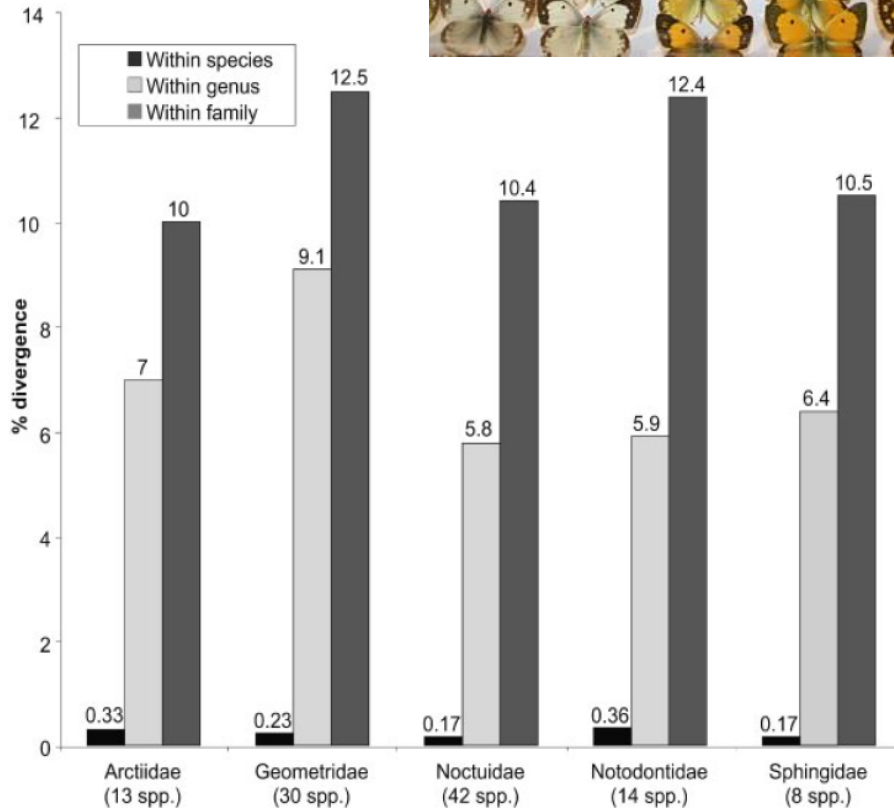 14
Within species
Within genus
Within family
12
10
8
6
4
2
0
% divergence
0.33
7
10
0.23
9.1
12.5
0.17
5.8
10.4
0.36
5.9
12.4
0.17
6.4
10.5
Arctiidae
(13 spp.)
Geometridae
(30 spp.)
Noctuidae
(42 spp.)
Notodontidae
(14 spp.)
Sphingidae
(8 spp.)